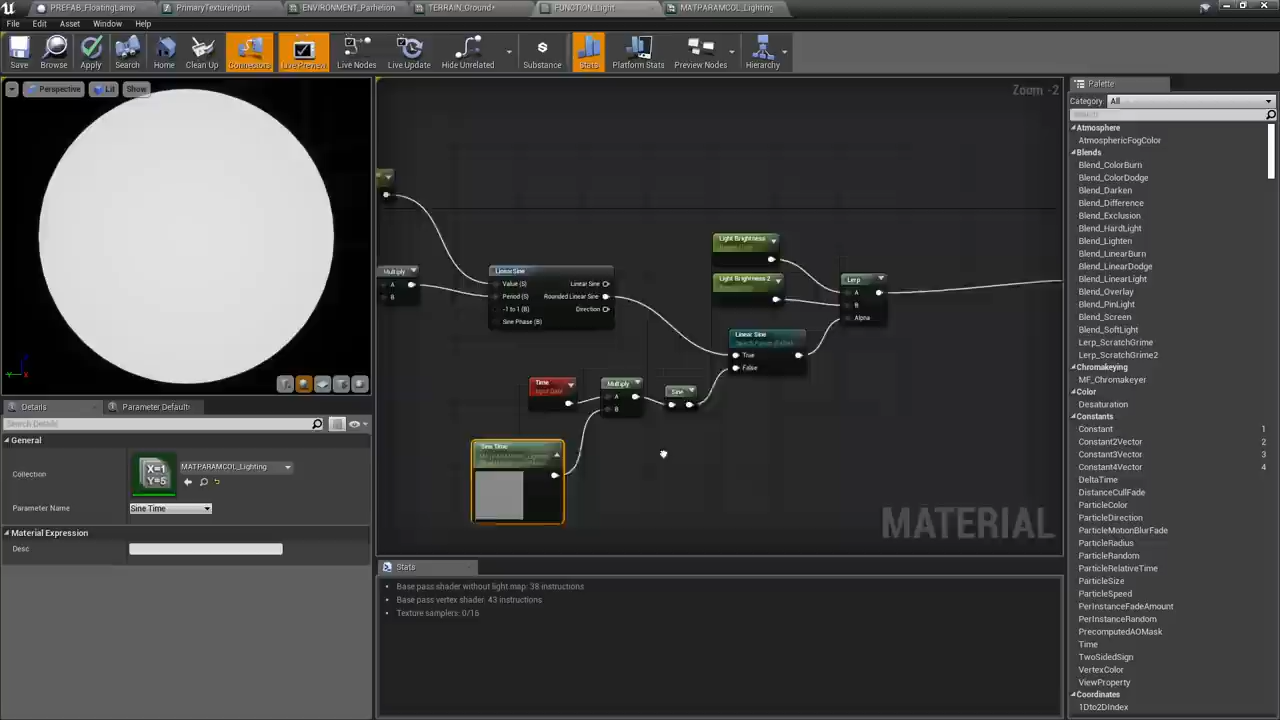 PREFAB_FloatingLamp
PrimaryTextureInput
ENVIRONMENT_Parhelion
TERRAIN_Ground*
FUNCTION_Light
MATPARAMCOL_Lighting
File
Edit
Asset
Window
Help
Save
Browse
Apply
Search
Home
Clean Up
Connectors
Live Preview
Live Nodes
Live Update
Hide Unrelated
Substance
Stats
Platform Stats
Preview Nodes
Hierarchy
Perspective
Lit
Show
Zoom -2
Multiply
A
B
LinearSine
Value (S)
Period (S)
-1 to 1 (B)
Sine Phase (B)
Linear Sine
Rounded Linear Sine
Direction
Light Brightness
Light Brightness 2
Lerp
A
B
Alpha
Linear Sine
True
False
Time
Multiply
A
B
Sine
Sine Time
MATERIAL
Details
Parameter Default
General
Collection
MATPARAMCOL_Lighting
X=1
Y=5
Parameter Name
Sine Time
Material Expression
Desc
Stats
Base pass shader without light map: 38 instructions
Base pass vertex shader: 43 instructions
Texture samplers: 0/16
Palette
Category: All
Atmosphere
AtmosphericFogColor
Blends
Blend_ColorBurn
Blend_ColorDodge
Blend_Darken
Blend_Difference
Blend_Exclusion
Blend_HardLight
Blend_Lighten
Blend_LinearBurn
Blend_LinearDodge
Blend_LinearLight
Blend_Overlay
Blend_PinLight
Blend_Screen
Blend_SoftLight
Lerp_ScratchGrime
Lerp_ScratchGrime2
Chromakeying
MF_Chromakeyer
Color
Desaturation
Constants
Constant 1
Constant2Vector 2
Constant3Vector 3
Constant4Vector 4
DeltaTime
DistanceCullFade
ParticleColor
ParticleDirection
ParticleMotionBlurFade
ParticleRadius
ParticleRandom
ParticleRelativeTime
ParticleSize
ParticleSpeed
PerInstanceFadeAmount
PerInstanceRandom
PrecomputedAOMask
Time
TwoSidedSign
VertexColor
ViewProperty
Coordinates
1Dto2DIndex